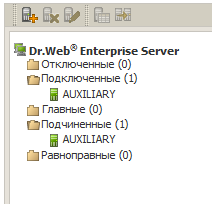 Dr.Web® Enterprise Server
Отключенные (0)
Подключенные (1)
AUXILIARY
Главные (0)
Подчиненные (1)
AUXILIARY
Равноправные (0)